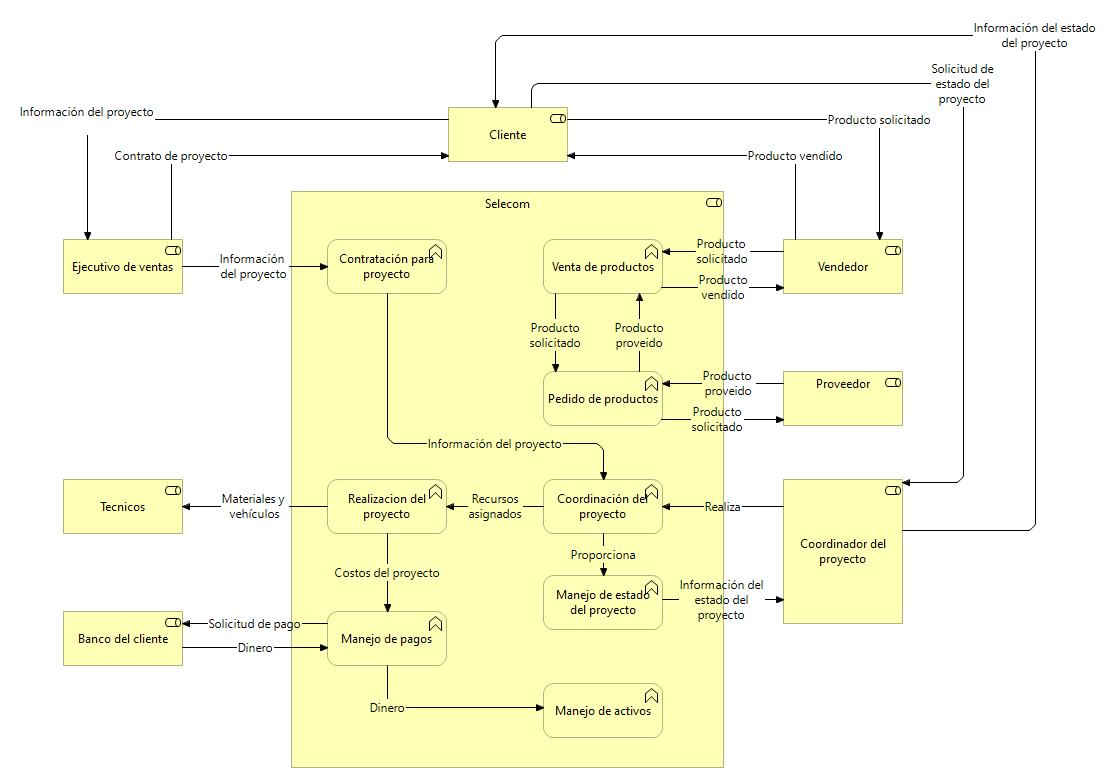 Información del estado
del proyecto
Solicitud de
estado del
proyecto
Información del proyecto
Cliente
Producto solicitado
Contrato de proyecto
Producto vendido
Selecom
Ejecutivo de ventas
Información
del proyecto
Contratación para
proyecto
Venta de productos
Producto
solicitado
Producto
vendido
Vendedor
Producto
solicitado
Producto
proveido
Pedido de productos
Producto
proveido
Producto
solicitado
Proveedor
Información del proyecto
Tecnicos
Materiales y
vehículos
Realizacion del
proyecto
Recursos
asignados
Coordinación del
proyecto
Realiza
Coordinador del
proyecto
Proporciona
Costos del proyecto
Manejo de estado
del proyecto
Información del
estado del
proyecto
Banco del cliente
Solicitud de pago
Dinero
Manejo de pagos
Dinero
Manejo de activos